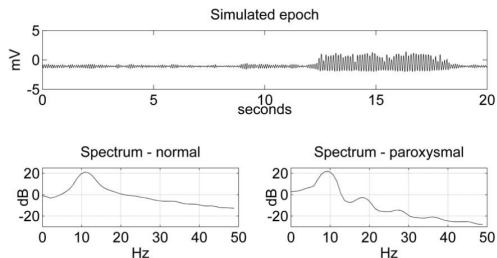 Simulated epoch
5
0
-5
mV
0 5 10 15 20
seconds
Spectrum - normal
20
0
-20
dB
0 10 20 30 40 50
Hz
Spectrum - paroxysmal
20
0
-20
dB
0 10 20 30 40 50
Hz